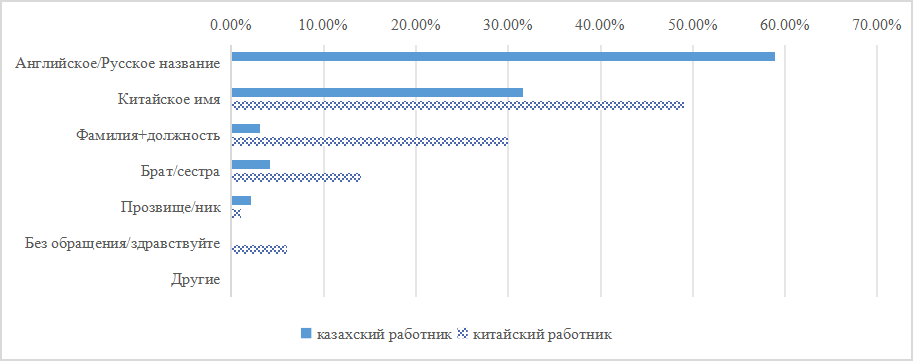 0.00% 10.00% 20.00% 30.00% 40.00% 50.00% 60.00% 70.00%
Английское/Русское название
Китайское имя
Фамилия+должность
Брат/сестра
Прозвище/ник
Без обращения/здравствуйте
Другие
казахский работник китайский работник